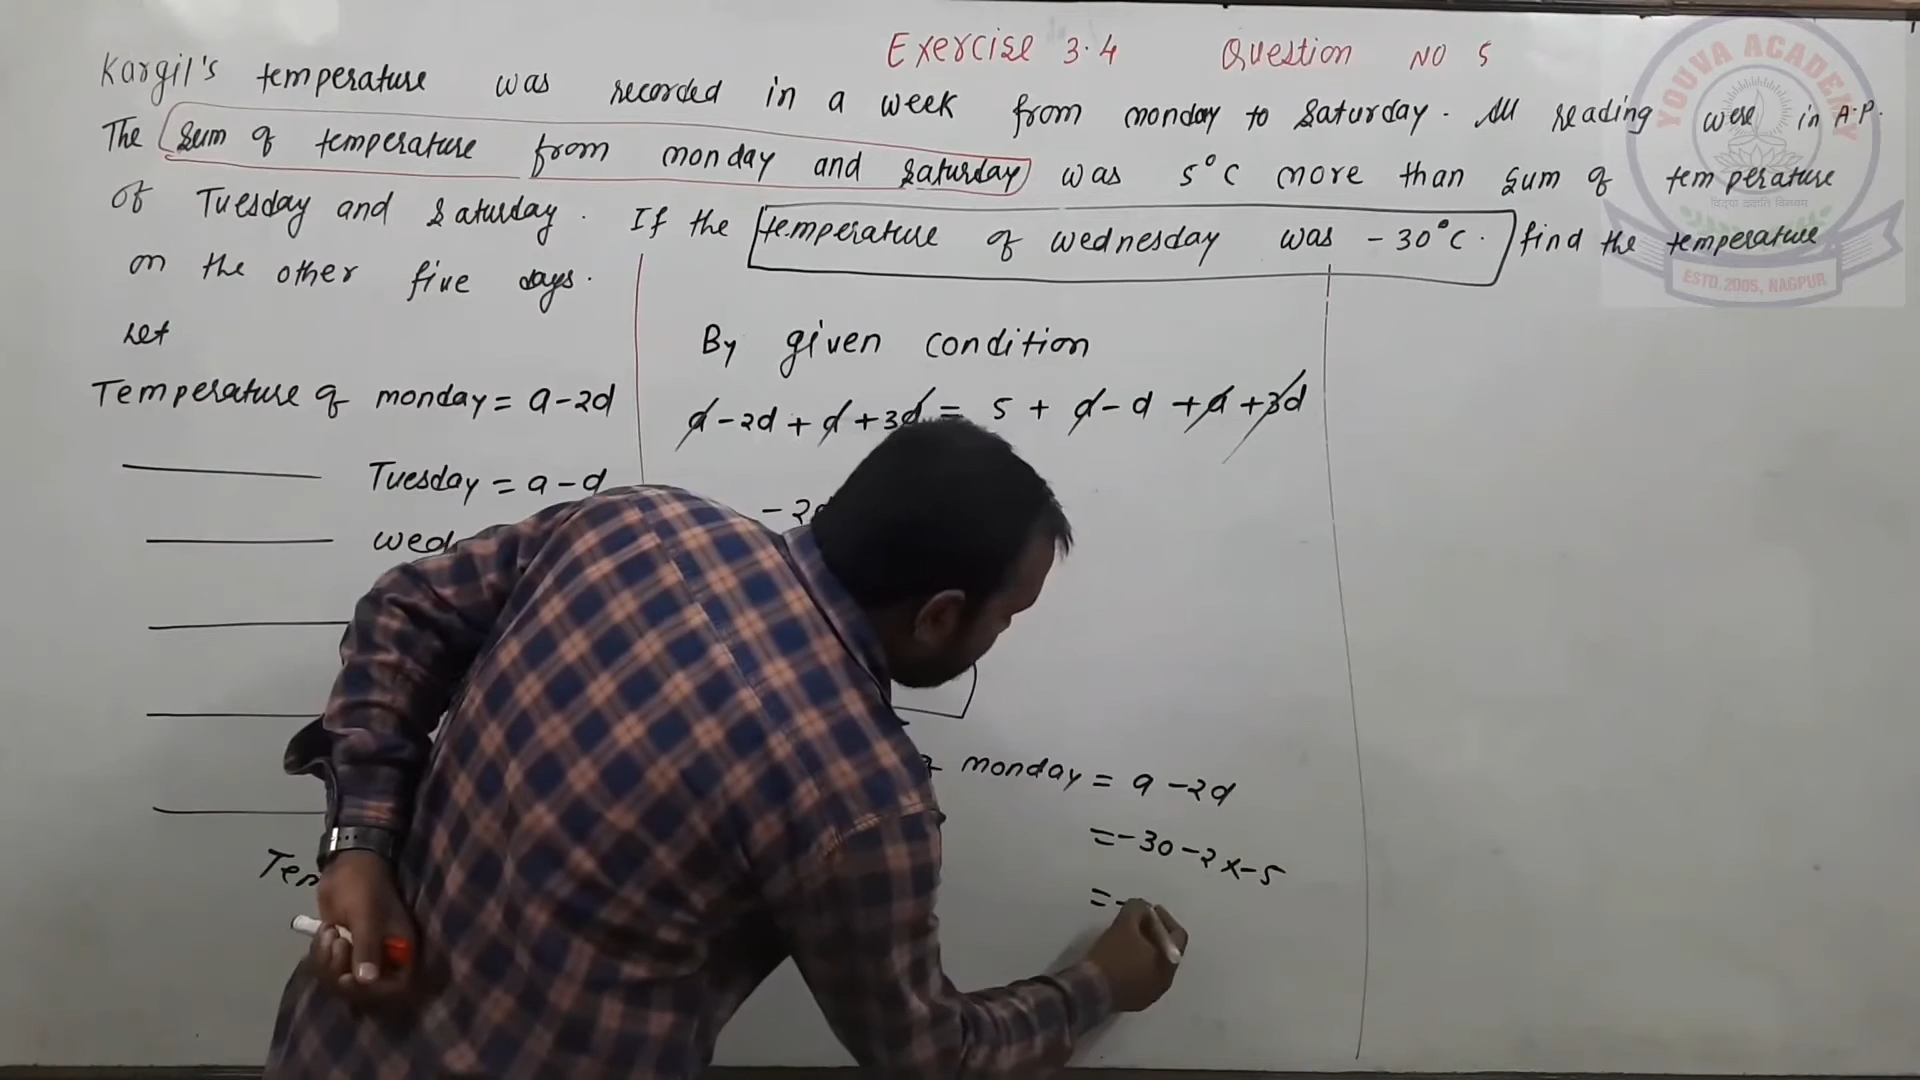 Exercise 3.4 Question NO 5
Kargil's temperature was recorded in a week from monday to Saturday. All reading were in A.P.
The Sum of temperature from monday and Saturday was 5°C more than sum of temperature
of Tuesday and Saturday. If the temperature of wednesday was -30°C. find the temperature
on the other five days.
Let
Temperature of monday = a-2d
Tuesday = a-d
wed
Tem
By given condition
a-2d + a +3d = 5 + a-d +a +3d
-2d
monday = a -2d
=-30-2x-5
=-
YOUVA ACADEMY
ESTD.2005, NAGPUR